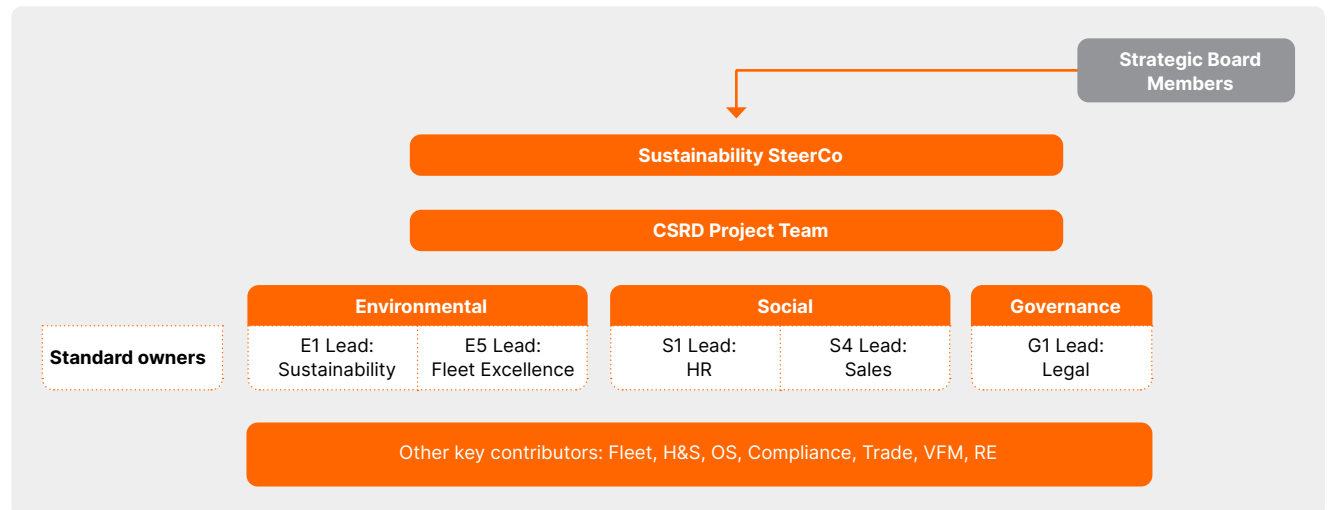 Strategic Board
Members
Sustainability SteerCo
CSRD Project Team
Environmental
Social
Governance
Standard owners
E1 Lead:
Sustainability
E5 Lead:
Fleet Excellence
S1 Lead:
HR
S4 Lead:
Sales
G1 Lead:
Legal
Other key contributors: Fleet, H&S, OS, Compliance, Trade, VFM, RE